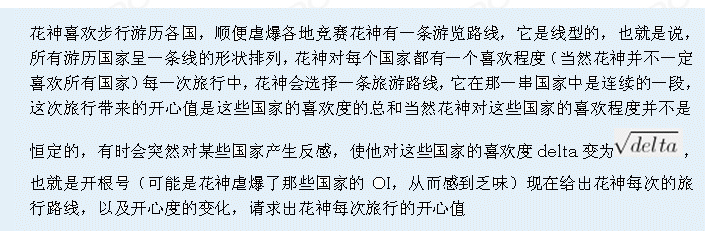 花神喜欢步行游历各国，顺便虐爆各地竞赛花神有一条游览路线，它是线型的，也就是说，
所有游历国家呈一条线的形状排列，花神对每个国家都有一个喜欢程度（当然花神并不一定
喜欢所有国家）每一次旅行中，花神会选择一条旅游路线，它在那一串国家中是连续的一段，
这次旅行带来的开心值是这些国家的喜欢度的总和当然花神对这些国家的喜欢程度并不是
恒定的，有时会突然对某些国家产生反感，使他对这些国家的喜欢度 delta 变为√delta，
也就是开根号（可能是花神虐爆了那些国家的 OI，从而感到乏味）现在给出花神每次的旅
行路线，以及开心度的变化，请求出花神每次旅行的开心值